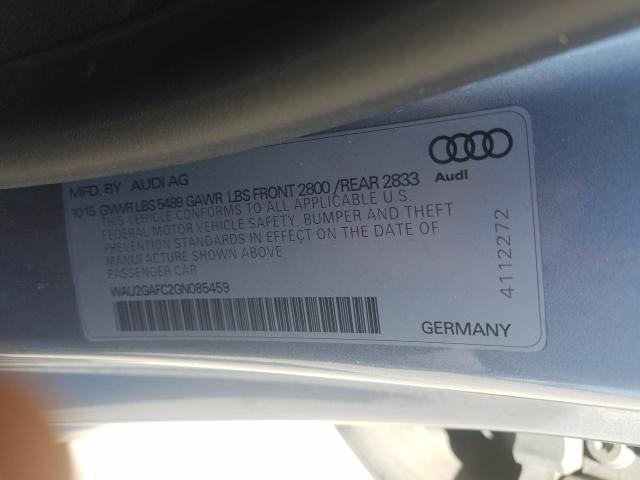 MFD. BY AUDI AG
Audi
10 15 GVWR LBS 5489 GAWR LBS FRONT 2800 / REAR 2833
THIS VEHICLE CONFORMS TO ALL APPLICABLE U.S.
FEDERAL MOTOR VEHICLE SAFETY, BUMPER AND THEFT
PREVENTION STANDARDS IN EFFECT ON THE DATE OF
MANUFACTURE SHOWN ABOVE
PASSENGER CAR
WAU2GAFC2GN085459
GERMANY
4112272